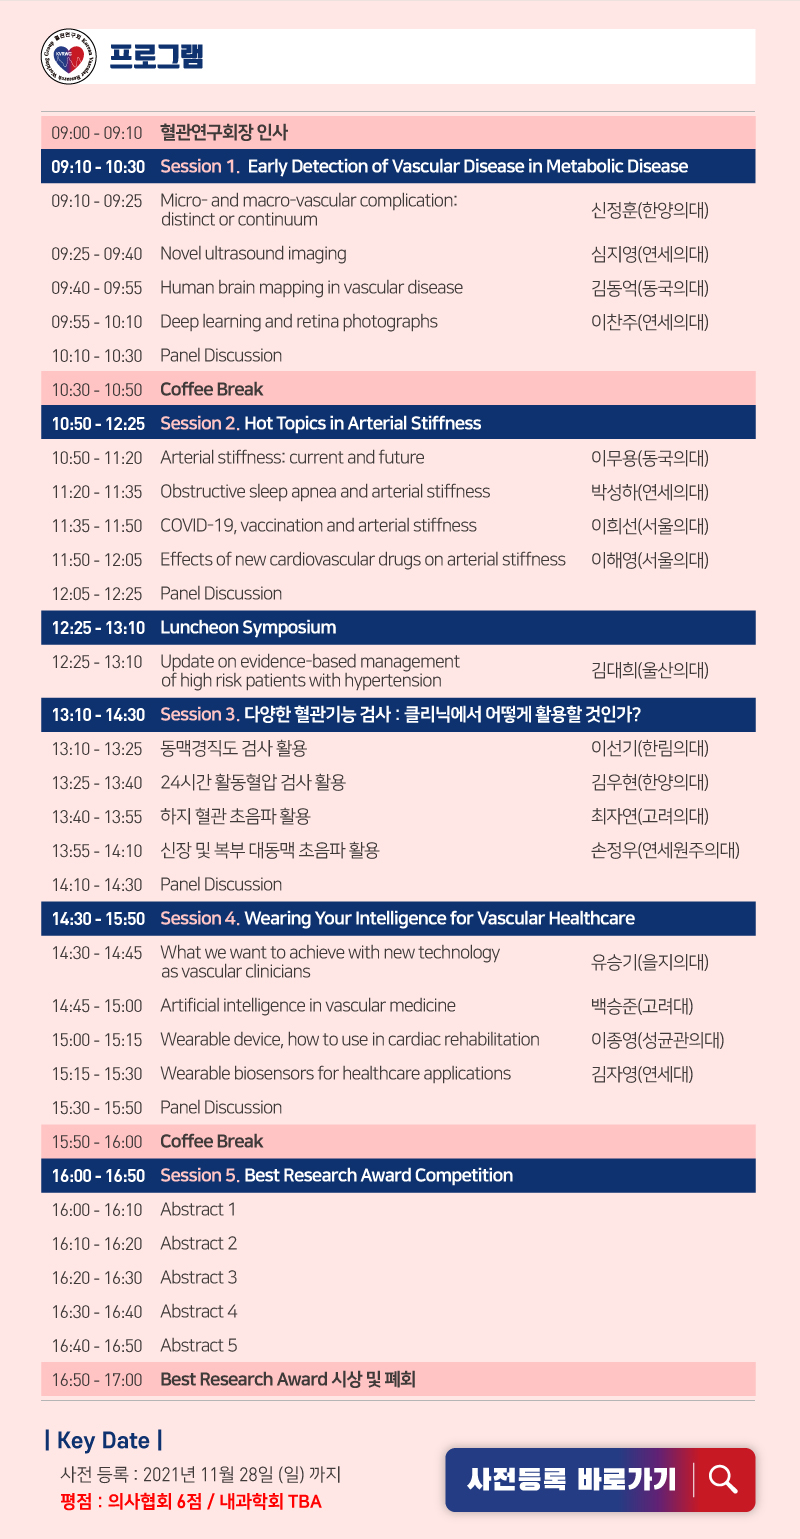 혈관연구회 Korea Vascular Research Working Group
KVRWG
프로그램
09:00 - 09:10 혈관연구회장 인사
09:10 - 10:30 Session 1. Early Detection of Vascular Disease in Metabolic Disease
09:10 - 09:25 Micro- and macro-vascular complication:
distinct or continuum 신정훈(한양의대)
09:25 - 09:40 Novel ultrasound imaging 심지영(연세의대)
09:40 - 09:55 Human brain mapping in vascular disease 김동억(동국의대)
09:55 - 10:10 Deep learning and retina photographs 이찬주(연세의대)
10:10 - 10:30 Panel Discussion
10:30 - 10:50 Coffee Break
10:50 - 12:25 Session 2. Hot Topics in Arterial Stiffness
10:50 - 11:20 Arterial stiffness: current and future 이무용(동국의대)
11:20 - 11:35 Obstructive sleep apnea and arterial stiffness 박성하(연세의대)
11:35 - 11:50 COVID-19, vaccination and arterial stiffness 이희선(서울의대)
11:50 - 12:05 Effects of new cardiovascular drugs on arterial stiffness 이해영(서울의대)
12:05 - 12:25 Panel Discussion
12:25 - 13:10 Luncheon Symposium
12:25 - 13:10 Update on evidence-based management
of high risk patients with hypertension 김대희(울산의대)
13:10 - 14:30 Session 3. 다양한 혈관기능 검사 : 클리닉에서 어떻게 활용할 것인가?
13:10 - 13:25 동맥경직도 검사 활용 이선기(한림의대)
13:25 - 13:40 24시간 활동혈압 검사 활용 김우현(한양의대)
13:40 - 13:55 하지 혈관 초음파 활용 최자연(고려의대)
13:55 - 14:10 신장 및 복부 대동맥 초음파 활용 손정우(연세원주의대)
14:10 - 14:30 Panel Discussion
14:30 - 15:50 Session 4. Wearing Your Intelligence for Vascular Healthcare
14:30 - 14:45 What we want to achieve with new technology
as vascular clinicians 유승기(을지의대)
14:45 - 15:00 Artificial intelligence in vascular medicine 백승준(고려대)
15:00 - 15:15 Wearable device, how to use in cardiac rehabilitation 이종영(성균관의대)
15:15 - 15:30 Wearable biosensors for healthcare applications 김자영(연세대)
15:30 - 15:50 Panel Discussion
15:50 - 16:00 Coffee Break
16:00 - 16:50 Session 5. Best Research Award Competition
16:00 - 16:10 Abstract 1
16:10 - 16:20 Abstract 2
16:20 - 16:30 Abstract 3
16:30 - 16:40 Abstract 4
16:40 - 16:50 Abstract 5
16:50 - 17:00 Best Research Award 시상 및 폐회
| Key Date |
사전 등록 : 2021년 11월 28일 (일) 까지
평점 : 의사협회 6점 / 내과학회 TBA
사전등록 바로가기